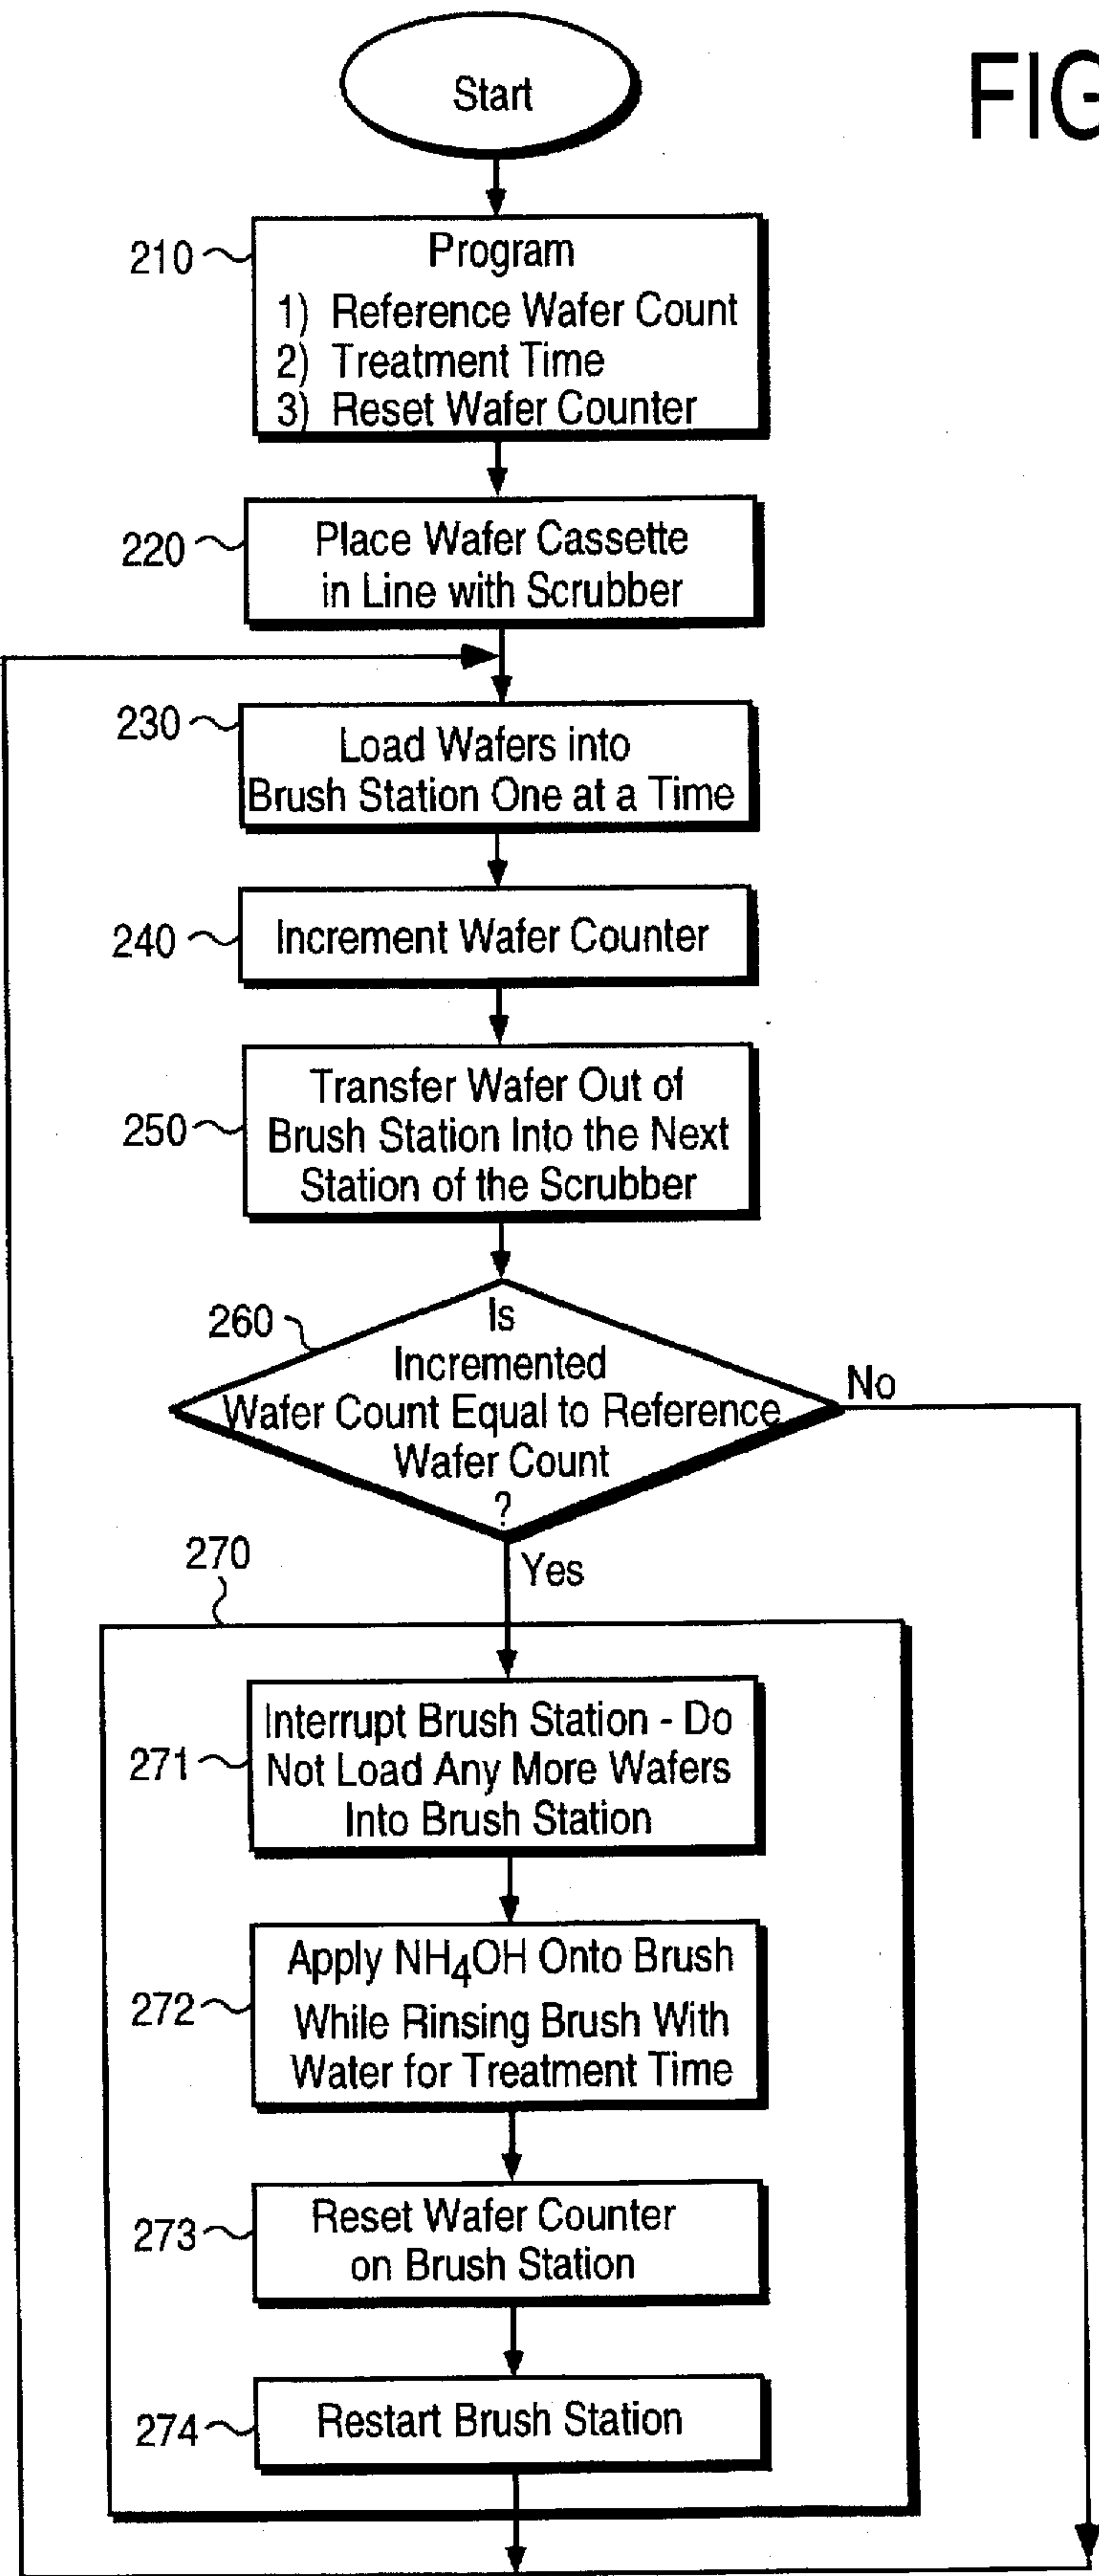 FIG
Start
210
Program
1) Reference Wafer Count
2) Treatment Time
3) Reset Wafer Counter
220
Place Wafer Cassette
in Line with Scrubber
230
Load Wafers into
Brush Station One at a Time
240
Increment Wafer Counter
250
Transfer Wafer Out of
Brush Station Into the Next
Station of the Scrubber
260
Is
Incremented
Wafer Count Equal to Reference
Wafer Count
?
No
Yes
270
271
Interrupt Brush Station - Do
Not Load Any More Wafers
Into Brush Station
272
Apply NH₄OH Onto Brush
While Rinsing Brush With
Water for Treatment Time
273
Reset Wafer Counter
on Brush Station
274
Restart Brush Station